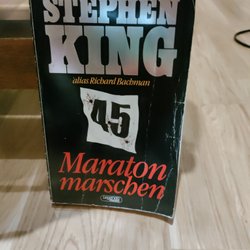 STEPHEN
KING
alias Richard Bachman
45
Maraton
marschen